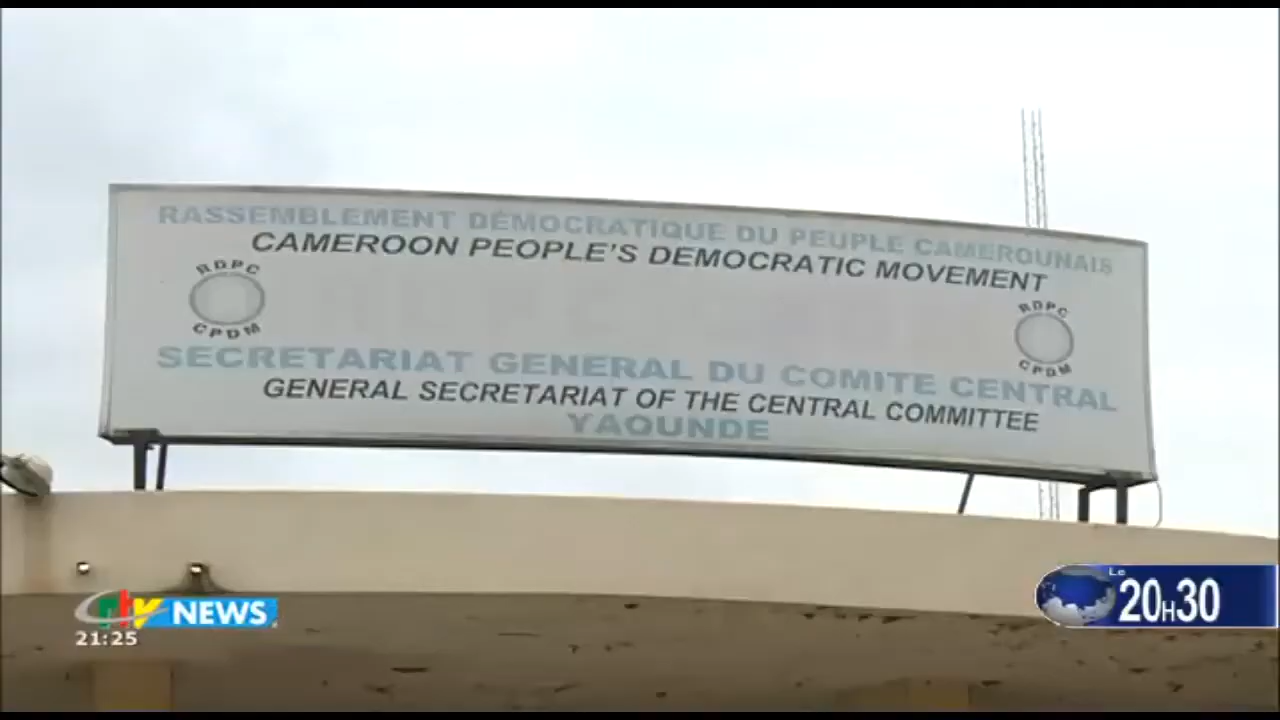 RASSEMBLEMENT DÉMOCRATIQUE DU PEUPLE CAMEROUNAIS
CAMEROON PEOPLE'S DEMOCRATIC MOVEMENT
RDPC
CPDM
RDPC
CPDM
SECRETARIAT GENERAL DU COMITE CENTRAL
GENERAL SECRETARIAT OF THE CENTRAL COMMITTEE
YAOUNDE
crtv NEWS
21:25
Le
20H30